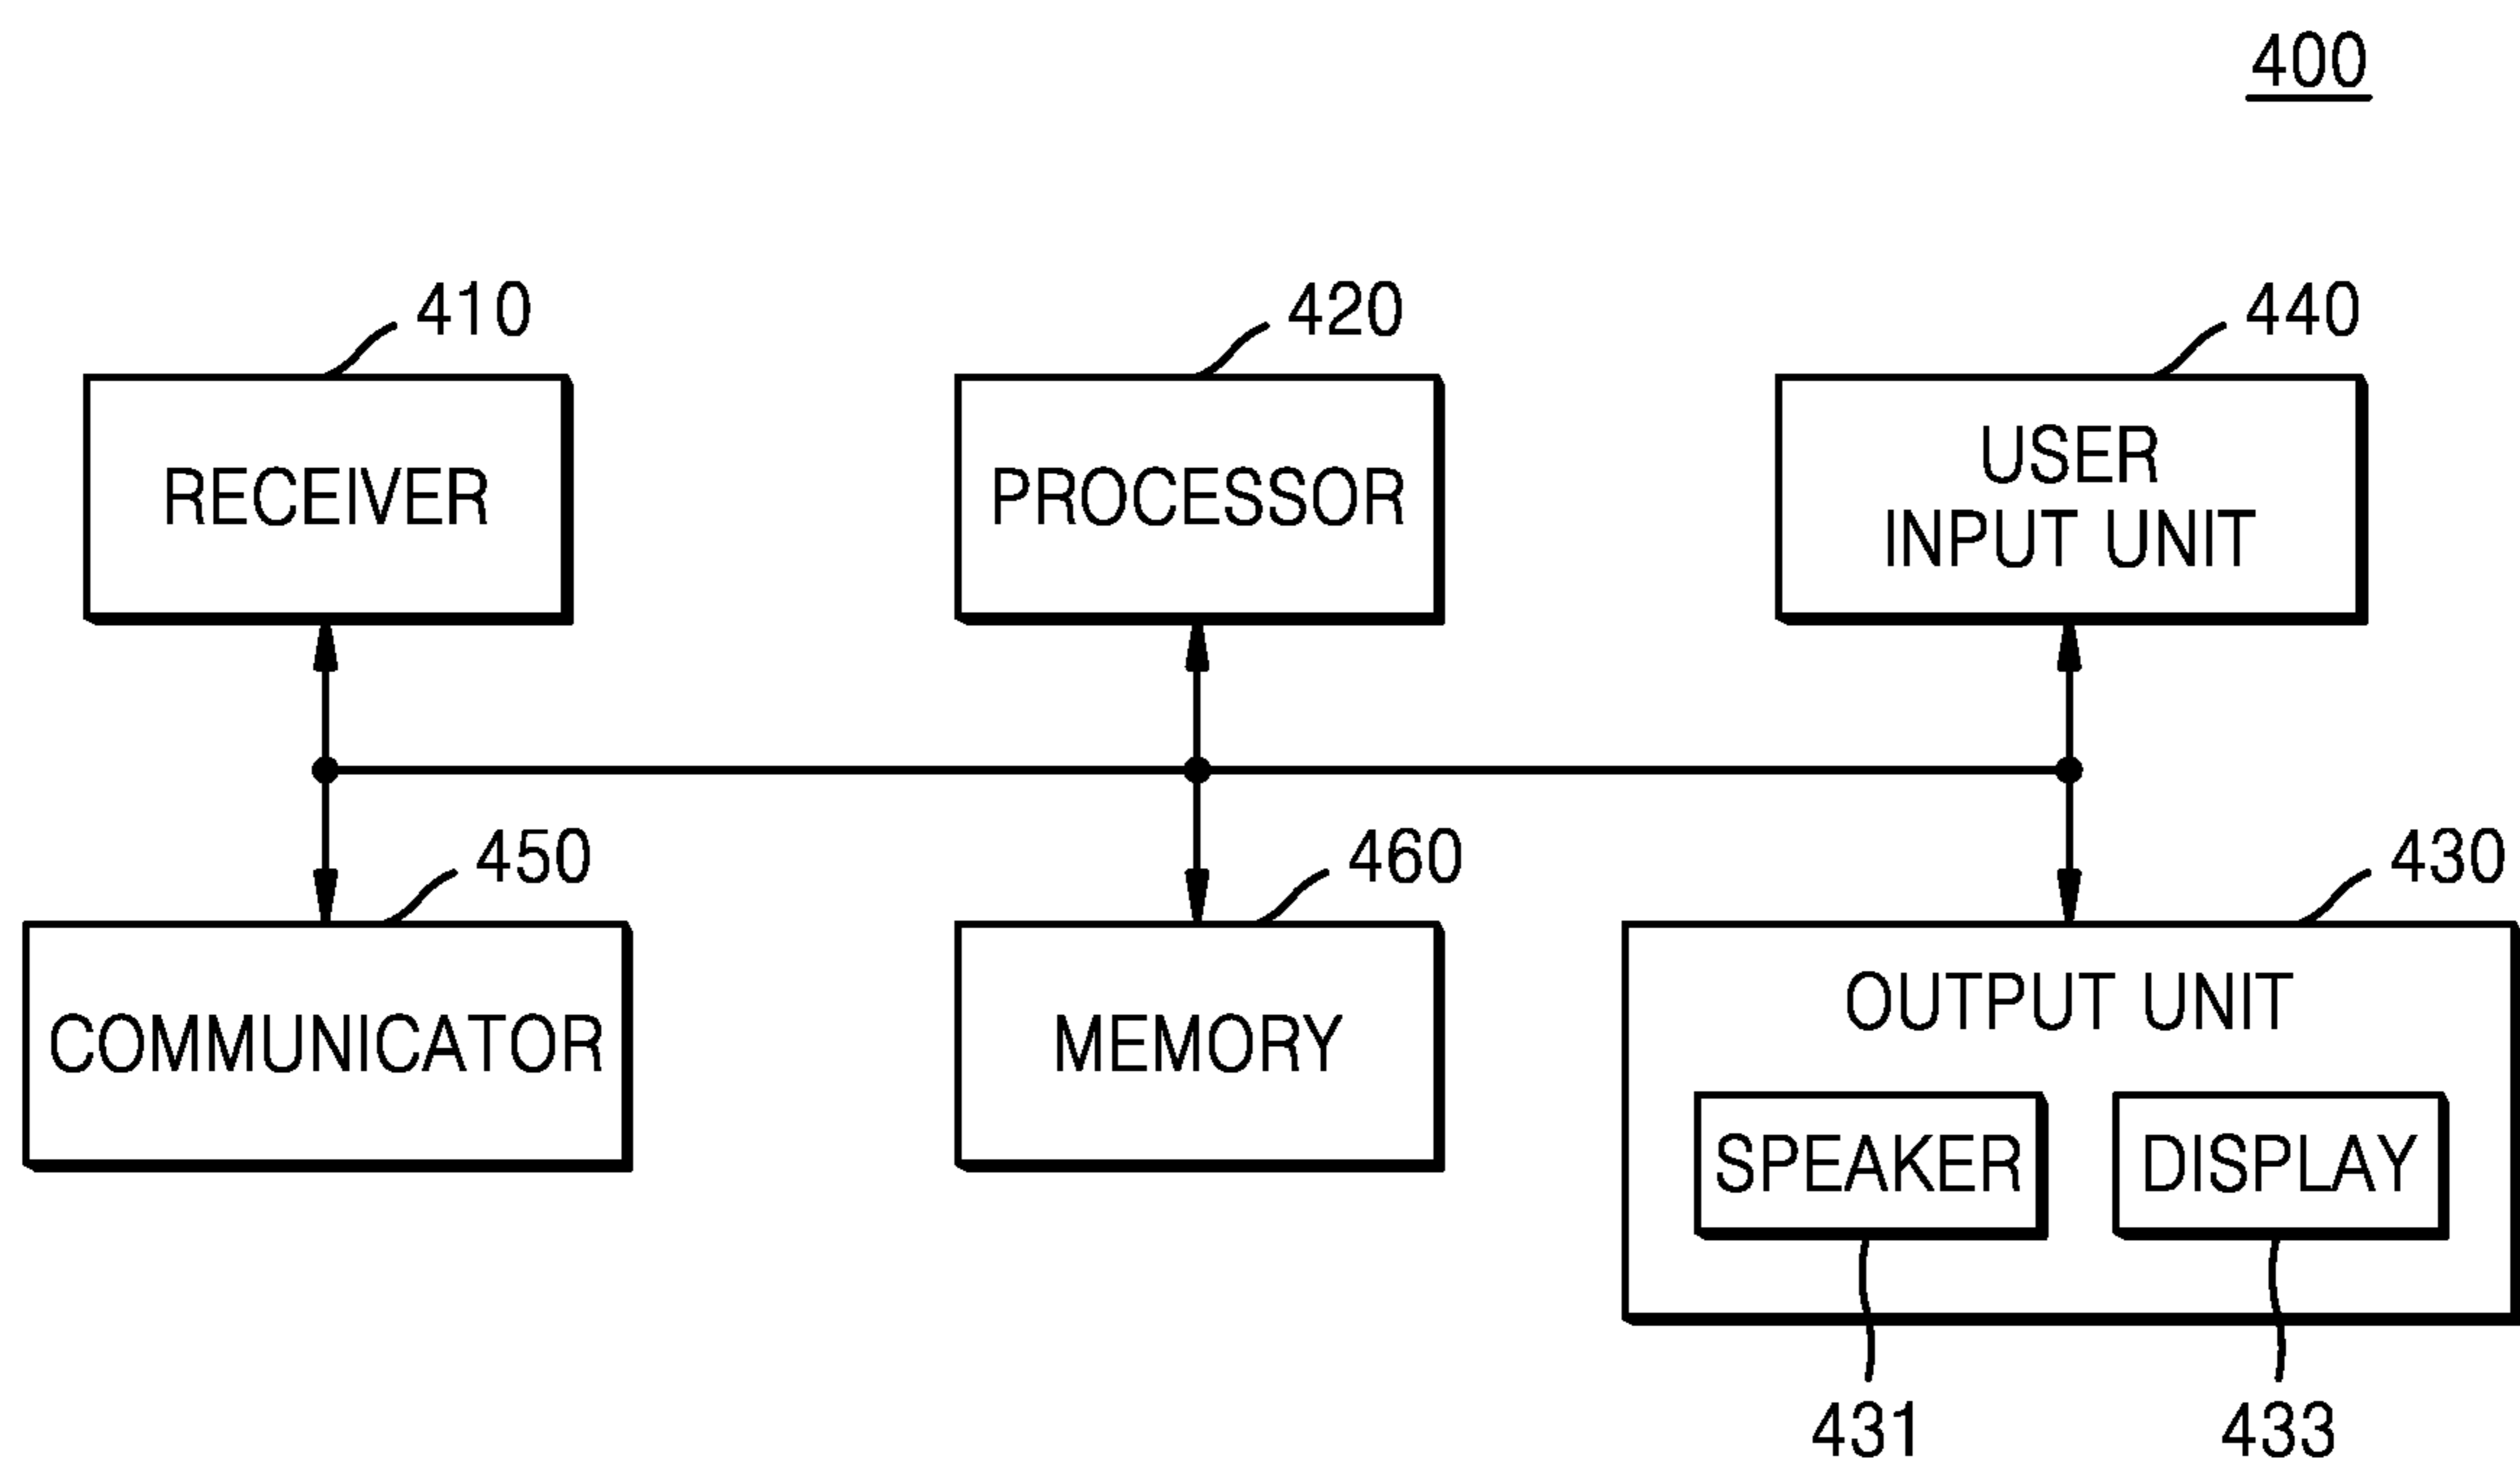 400
410
420
440
RECEIVER
PROCESSOR
USER
INPUT UNIT
450
460
430
COMMUNICATOR
MEMORY
OUTPUT UNIT
SPEAKER
DISPLAY
431
433